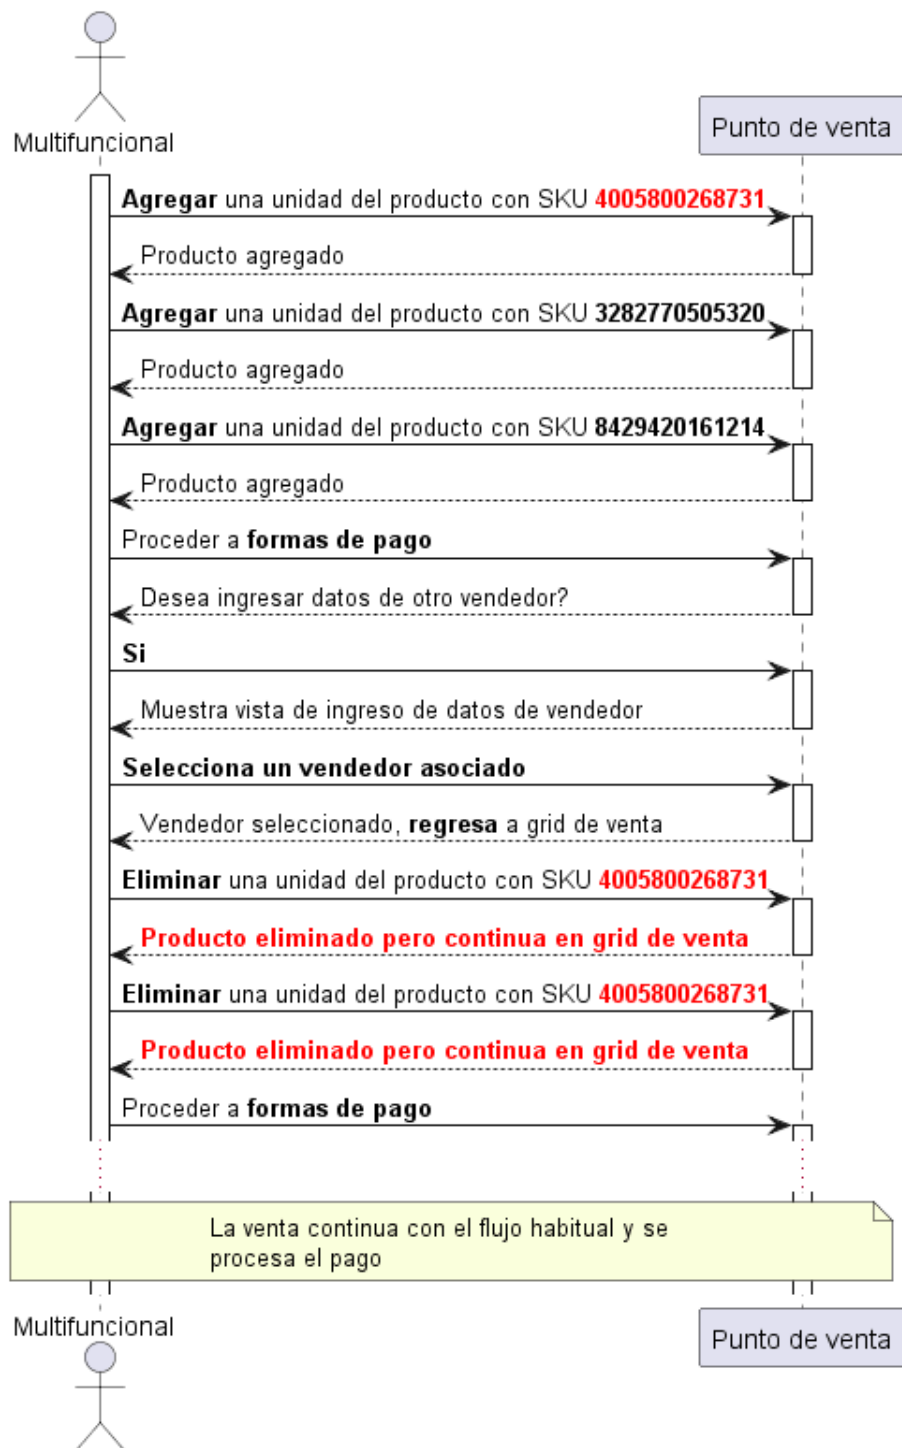 Multifuncional
Punto de venta
Agregar una unidad del producto con SKU 4005800268731
Producto agregado
Agregar una unidad del producto con SKU 3282770505320
Producto agregado
Agregar una unidad del producto con SKU 8429420161214
Producto agregado
Proceder a formas de pago
Desea ingresar datos de otro vendedor?
Si
Muestra vista de ingreso de datos de vendedor
Selecciona un vendedor asociado
Vendedor seleccionado, regresa a grid de venta
Eliminar una unidad del producto con SKU 4005800268731
Producto eliminado pero continua en grid de venta
Eliminar una unidad del producto con SKU 4005800268731
Producto eliminado pero continua en grid de venta
Proceder a formas de pago
La venta continua con el flujo habitual y se
procesa el pago
Multifuncional
Punto de venta